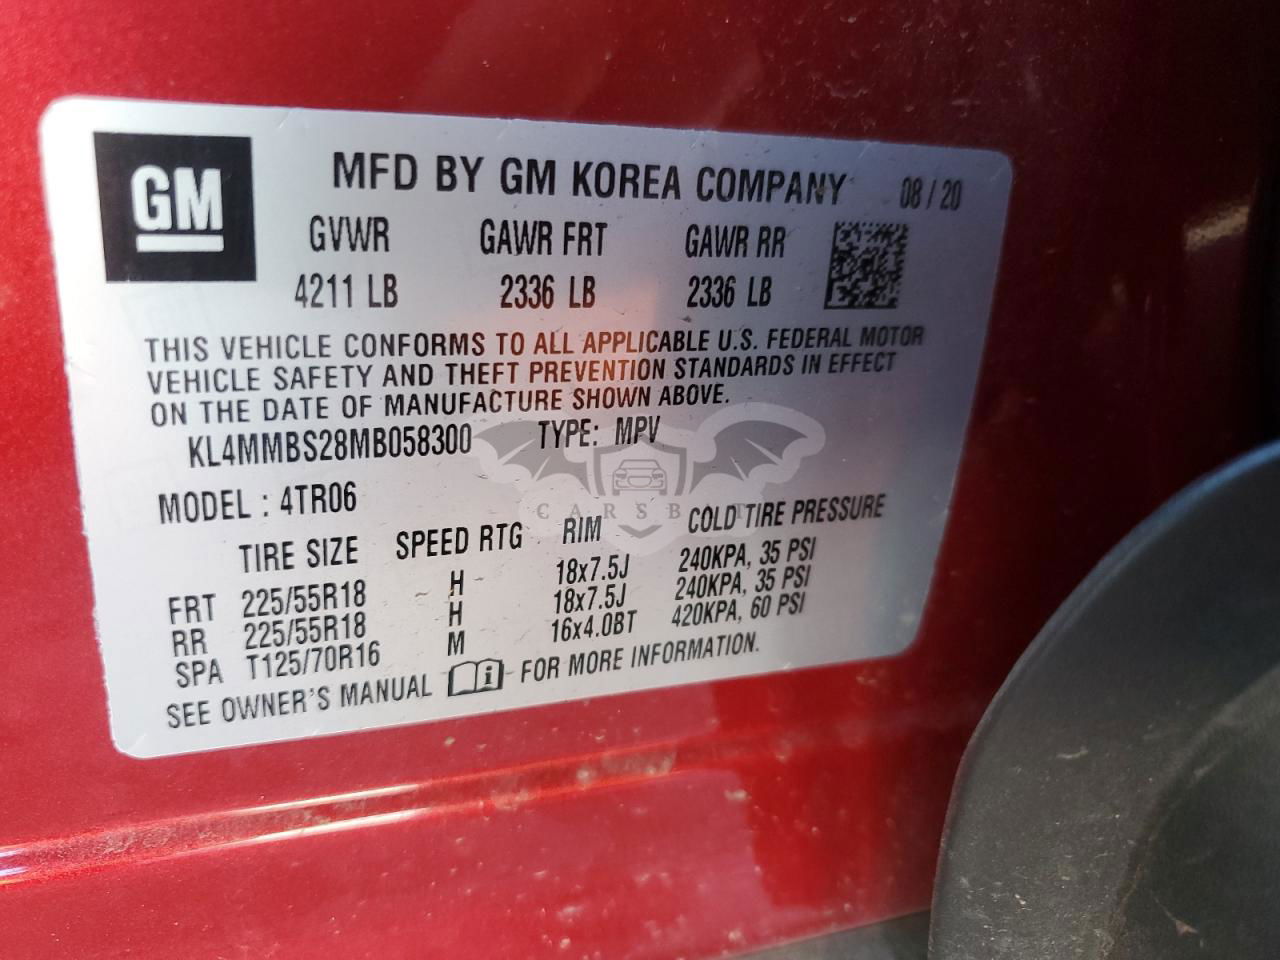 GM
MFD BY GM KOREA COMPANY 08 / 20
GVWR GAWR FRT GAWR RR
4211 LB 2336 LB 2336 LB
THIS VEHICLE CONFORMS TO ALL APPLICABLE U.S. FEDERAL MOTOR
VEHICLE SAFETY AND THEFT PREVENTION STANDARDS IN EFFECT
ON THE DATE OF MANUFACTURE SHOWN ABOVE.
KL4MMBS28MB058300 TYPE: MPV
MODEL : 4TR06
TIRE SIZE SPEED RTG RIM COLD TIRE PRESSURE
FRT 225/55R18 H 18x7.5J 240KPA, 35 PSI
RR 225/55R18 H 18x7.5J 240KPA, 35 PSI
SPA T125/70R16 M 16x4.0BT 420KPA, 60 PSI
SEE OWNER'S MANUAL i FOR MORE INFORMATION.